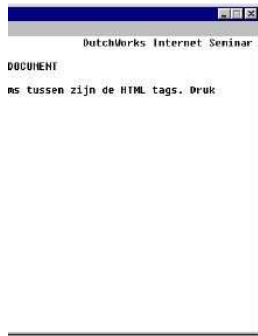 DutchWorks Internet Seminar
DOCUMENT
ms tussen zijn de HTML tags. Druk